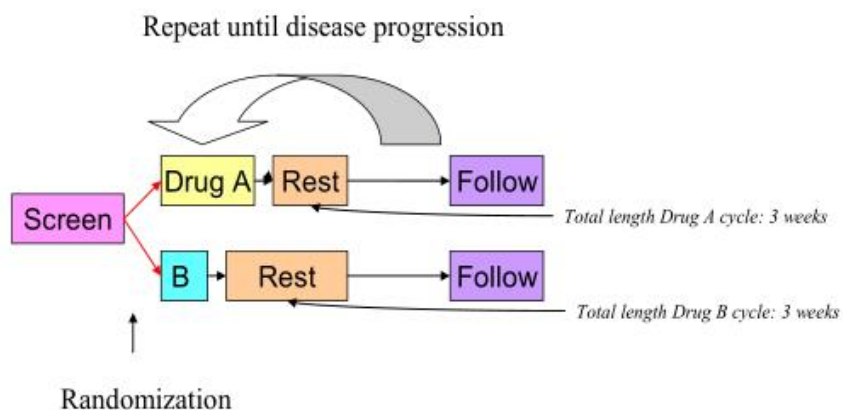 Repeat until disease progression
Drug A
Rest
Follow
Screen
Total length Drug A cycle: 3 weeks
B
Rest
Follow
Total length Drug B cycle: 3 weeks
Randomization